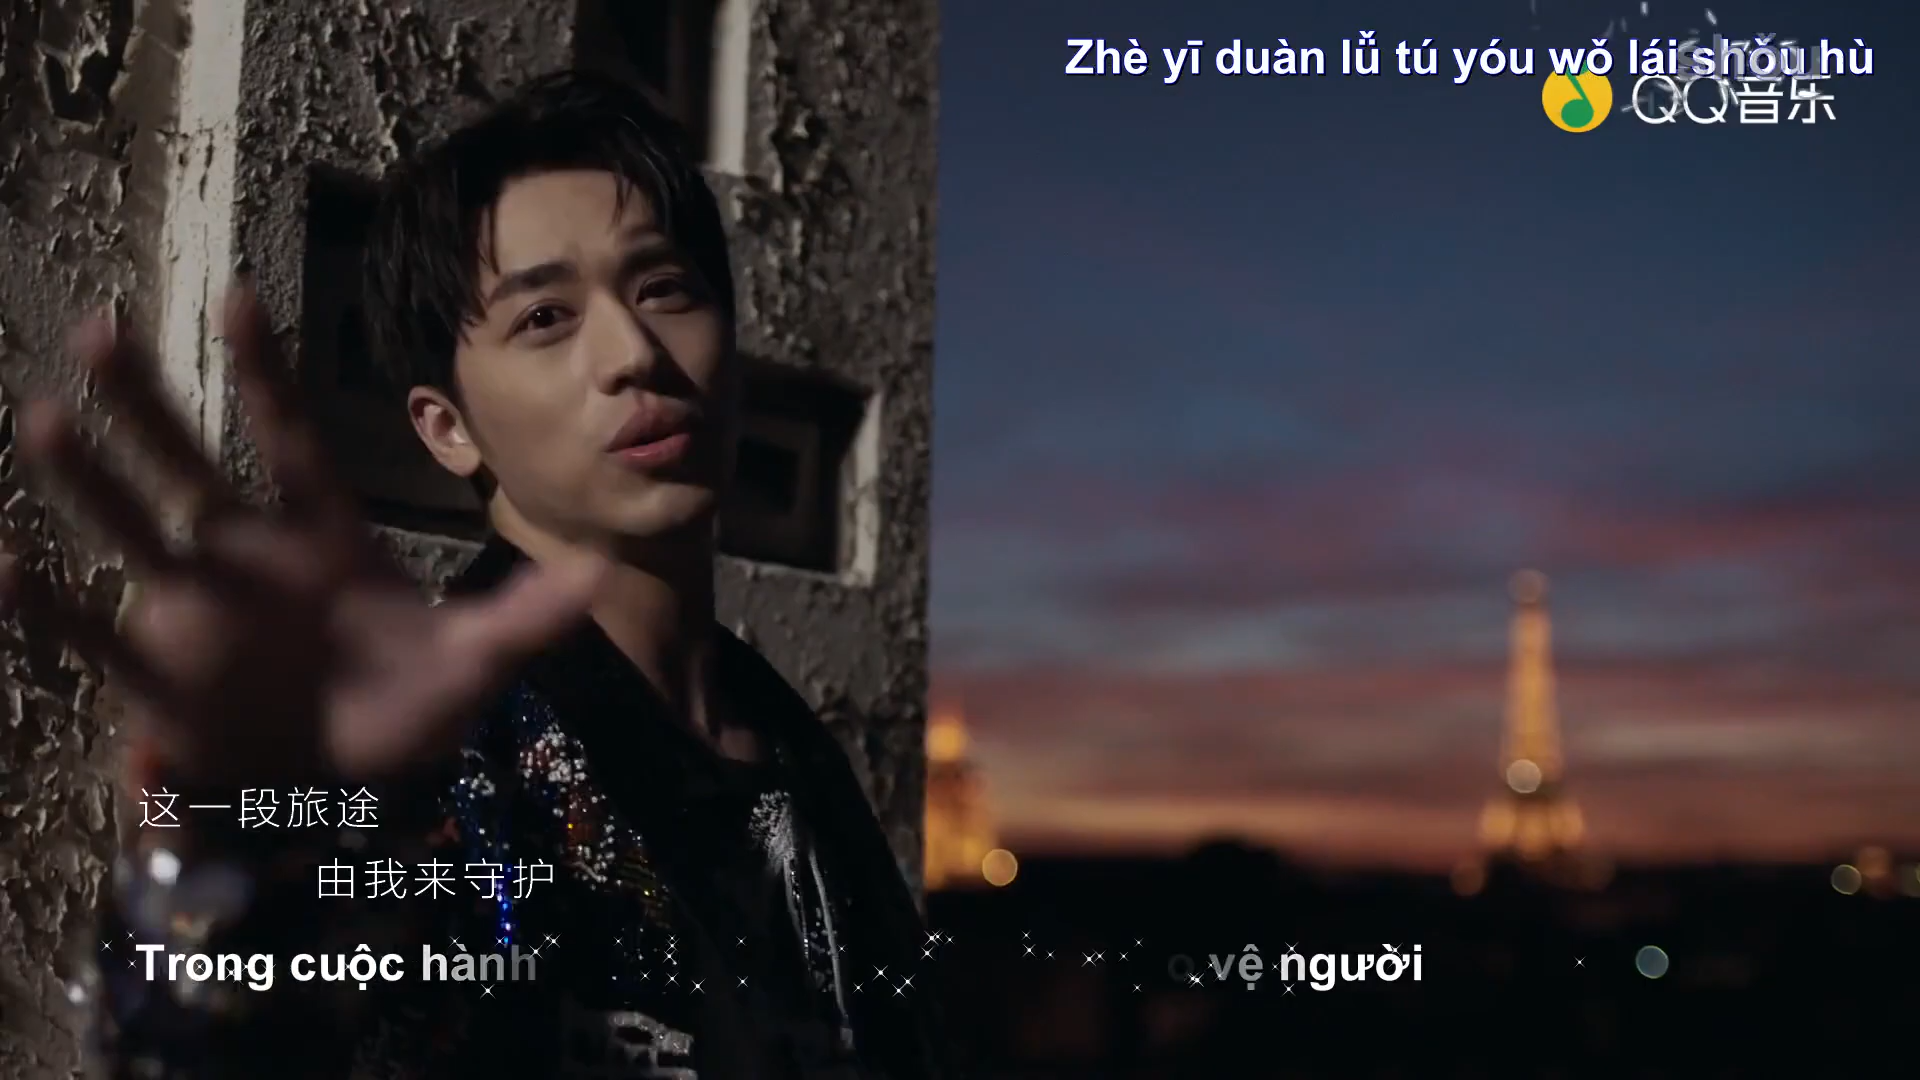 Zhè yī duàn lǚ tú yóu wǒ lái shǒu hù
shǒu
QQ音乐
这一段旅途
由我来守护
Trong cuộc hành
vệ người